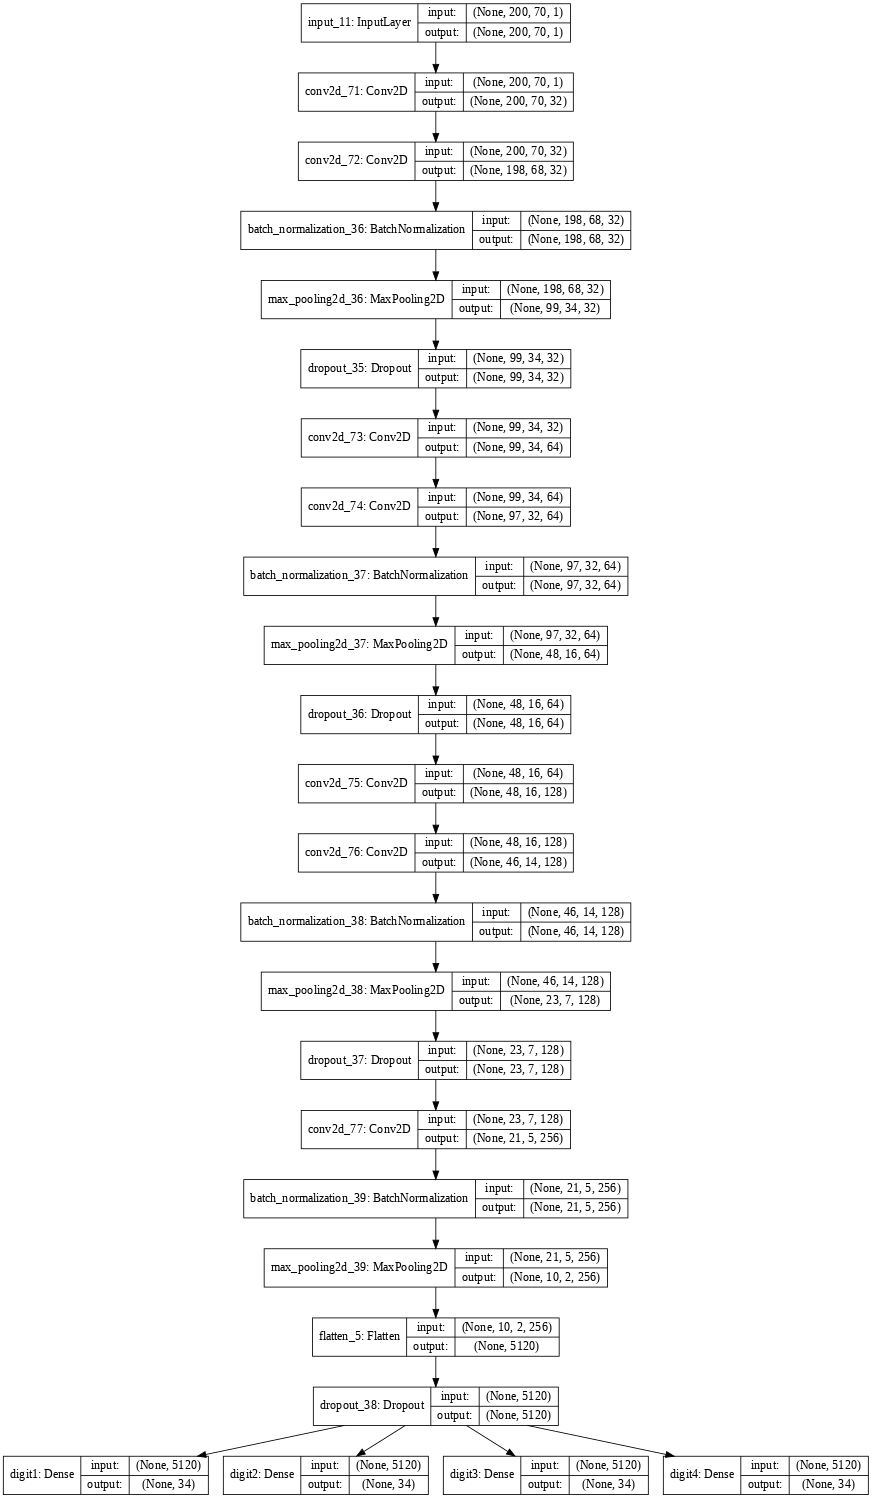 input_11: InputLayer
input: (None, 200, 70, 1)
output: (None, 200, 70, 1)
conv2d_71: Conv2D
input: (None, 200, 70, 1)
output: (None, 200, 70, 32)
conv2d_72: Conv2D
input: (None, 200, 70, 32)
output: (None, 198, 68, 32)
batch_normalization_36: BatchNormalization
input: (None, 198, 68, 32)
output: (None, 198, 68, 32)
max_pooling2d_36: MaxPooling2D
input: (None, 198, 68, 32)
output: (None, 99, 34, 32)
dropout_35: Dropout
input: (None, 99, 34, 32)
output: (None, 99, 34, 32)
conv2d_73: Conv2D
input: (None, 99, 34, 32)
output: (None, 99, 34, 64)
conv2d_74: Conv2D
input: (None, 99, 34, 64)
output: (None, 97, 32, 64)
batch_normalization_37: BatchNormalization
input: (None, 97, 32, 64)
output: (None, 97, 32, 64)
max_pooling2d_37: MaxPooling2D
input: (None, 97, 32, 64)
output: (None, 48, 16, 64)
dropout_36: Dropout
input: (None, 48, 16, 64)
output: (None, 48, 16, 64)
conv2d_75: Conv2D
input: (None, 48, 16, 64)
output: (None, 48, 16, 128)
conv2d_76: Conv2D
input: (None, 48, 16, 128)
output: (None, 46, 14, 128)
batch_normalization_38: BatchNormalization
input: (None, 46, 14, 128)
output: (None, 46, 14, 128)
max_pooling2d_38: MaxPooling2D
input: (None, 46, 14, 128)
output: (None, 23, 7, 128)
dropout_37: Dropout
input: (None, 23, 7, 128)
output: (None, 23, 7, 128)
conv2d_77: Conv2D
input: (None, 23, 7, 128)
output: (None, 21, 5, 256)
batch_normalization_39: BatchNormalization
input: (None, 21, 5, 256)
output: (None, 21, 5, 256)
max_pooling2d_39: MaxPooling2D
input: (None, 21, 5, 256)
output: (None, 10, 2, 256)
flatten_5: Flatten
input: (None, 10, 2, 256)
output: (None, 5120)
dropout_38: Dropout
input: (None, 5120)
output: (None, 5120)
digit1: Dense
input: (None, 5120)
output: (None, 34)
digit2: Dense
input: (None, 5120)
output: (None, 34)
digit3: Dense
input: (None, 5120)
output: (None, 34)
digit4: Dense
input: (None, 5120)
output: (None, 34)